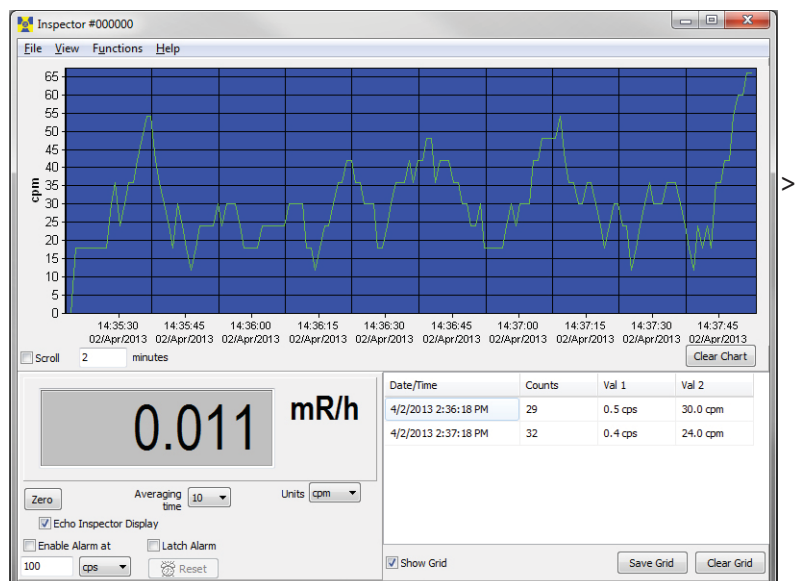 Inspector #000000
File View Functions Help
65
60
55
50
45
40
35
30
25
20
15
10
5
0
cpm
>
14:35:30 14:35:45 14:36:00 14:36:15 14:36:30 14:36:45 14:37:00 14:37:15 14:37:30 14:37:45
02/Apr/2013 02/Apr/2013 02/Apr/2013 02/Apr/2013 02/Apr/2013 02/Apr/2013 02/Apr/2013 02/Apr/2013 02/Apr/2013 02/Apr/2013
Scroll 2 minutes
Clear Chart
0.011 mR/h
Zero
Averaging time 10
Units cpm
Echo Inspector Display
Enable Alarm at
Latch Alarm
100 cps
Reset
Date/Time Counts Val 1 Val 2
4/2/2013 2:36:18 PM 29 0.5 cps 30.0 cpm
4/2/2013 2:37:18 PM 32 0.4 cps 24.0 cpm
Show Grid
Save Grid
Clear Grid